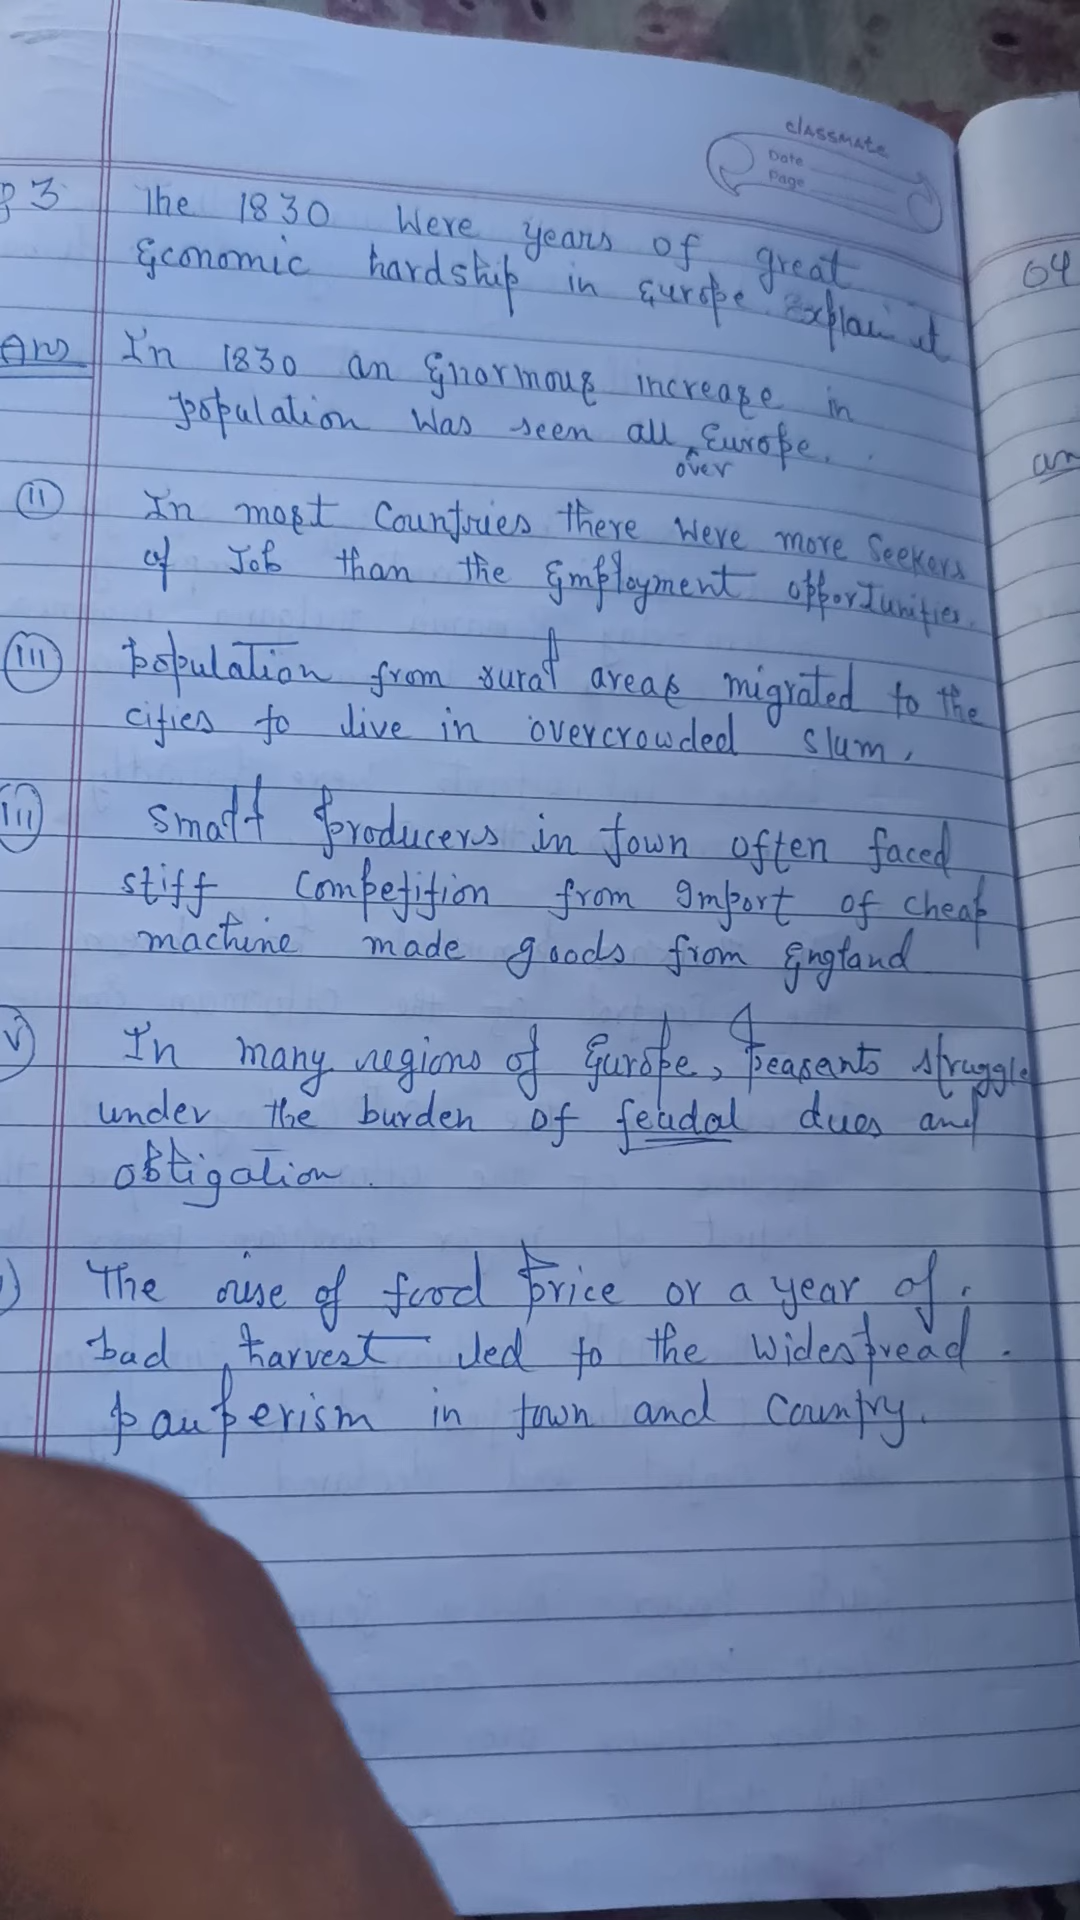 classmate
Date
Page
3 The 1830 Were years of great
Economic hardship in Europe explain it
Ans In 1830 an Enormous increase in
population was seen all over Europe.
(ii) In most Countries there were more Seekers
of Job than the Employment opportunities.
(iii) population from rural areas migrated to the
cities to live in overcrowded slum.
(iii) small producers in town often faced
stiff Competition from Import of cheap
machine made goods from England
v) In many regions of Europe, peasants struggle
under the burden of feudal dues and
obligation.
) The rise of food price or a year of.
bad harvest led to the widespread.
pauperism in town and Country.
04
an